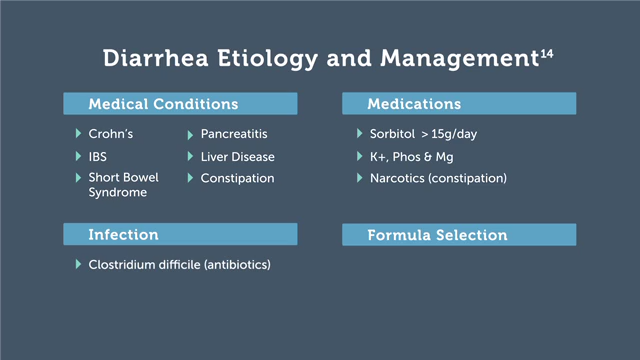 Diarrhea Etiology and Management14
Medical Conditions
Crohn's
IBS
Short Bowel
Syndrome
Pancreatitis
Liver Disease
Constipation
Medications
Sorbitol > 15g/day
K+, Phos & Mg
Narcotics (constipation)
Infection
Clostridium difficile (antibiotics)
Formula Selection